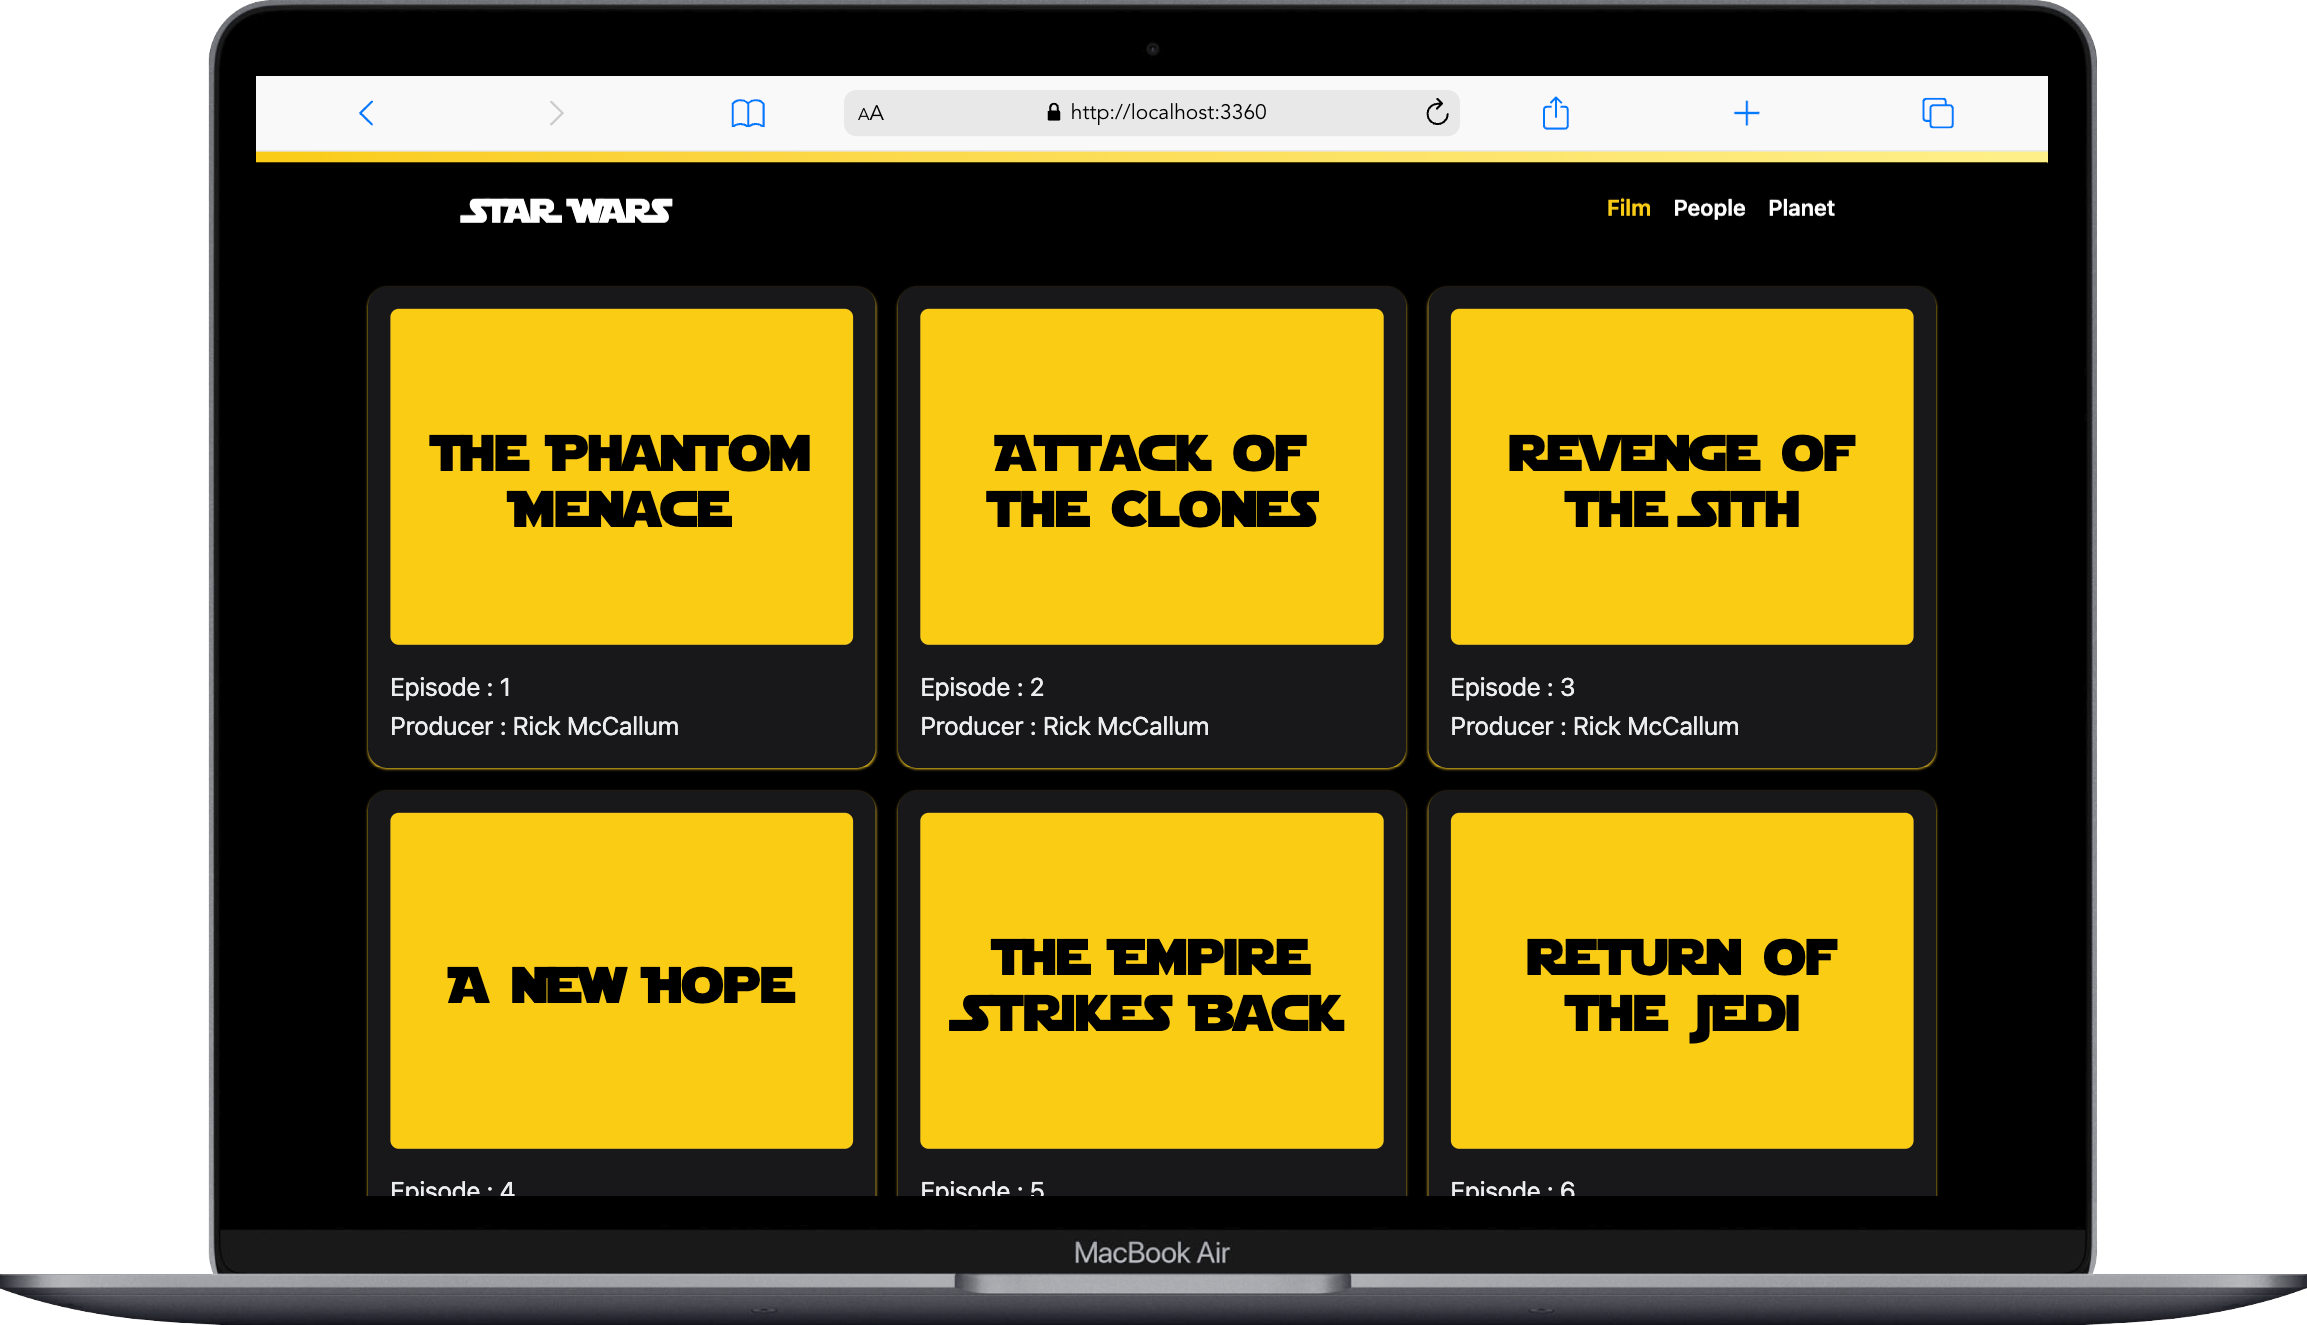 AA http://localhost:3360
STAR WARS
Film People Planet
THE PHANTOM
MENACE
Episode : 1
Producer : Rick McCallum
ATTACK OF
THE CLONES
Episode : 2
Producer : Rick McCallum
REVENGE OF
THE SITH
Episode : 3
Producer : Rick McCallum
A NEW HOPE
Episode : 4
THE EMPIRE
STRIKES BACK
Episode : 5
RETURN OF
THE JEDI
Episode : 6
MacBook Air